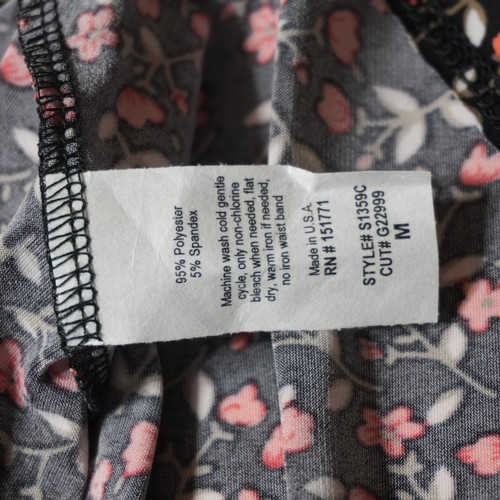 95% Polyester
5% Spandex
Machine wash cold gentle
cycle, only non-chlorine
bleach when needed, flat
dry, warm iron if needed,
no iron waist band
Made in U.S.A.
RN # 151771
STYLE# S1359C
CUT# G22999
M